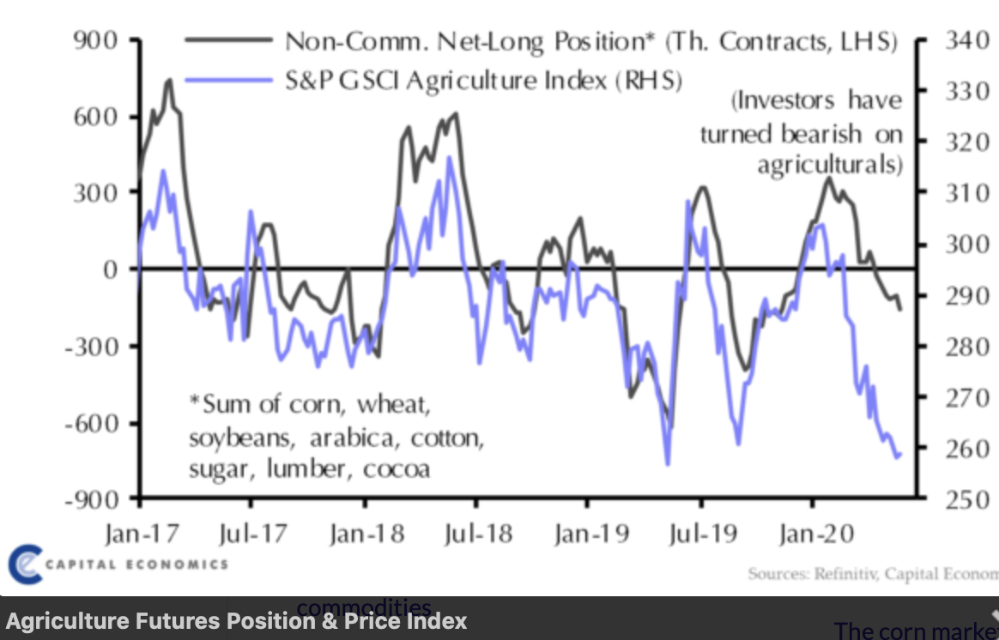 900
600
300
0
-300
-600
-900
Non-Comm. Net-Long Position* (Th. Contracts, LHS)
S&P GSCI Agriculture Index (RHS)
(Investors have
turned bearish on
agriculturals)
340
330
320
310
300
290
280
270
260
250
*Sum of corn, wheat,
soybeans, arabica, cotton,
sugar, lumber, cocoa
Jan-17 Jul-17 Jan-18 Jul-18 Jan-19 Jul-19 Jan-20
CAPITAL ECONOMICS
Sources: Refinitiv, Capital Econom
commodities
Agriculture Futures Position & Price Index
The corn marke